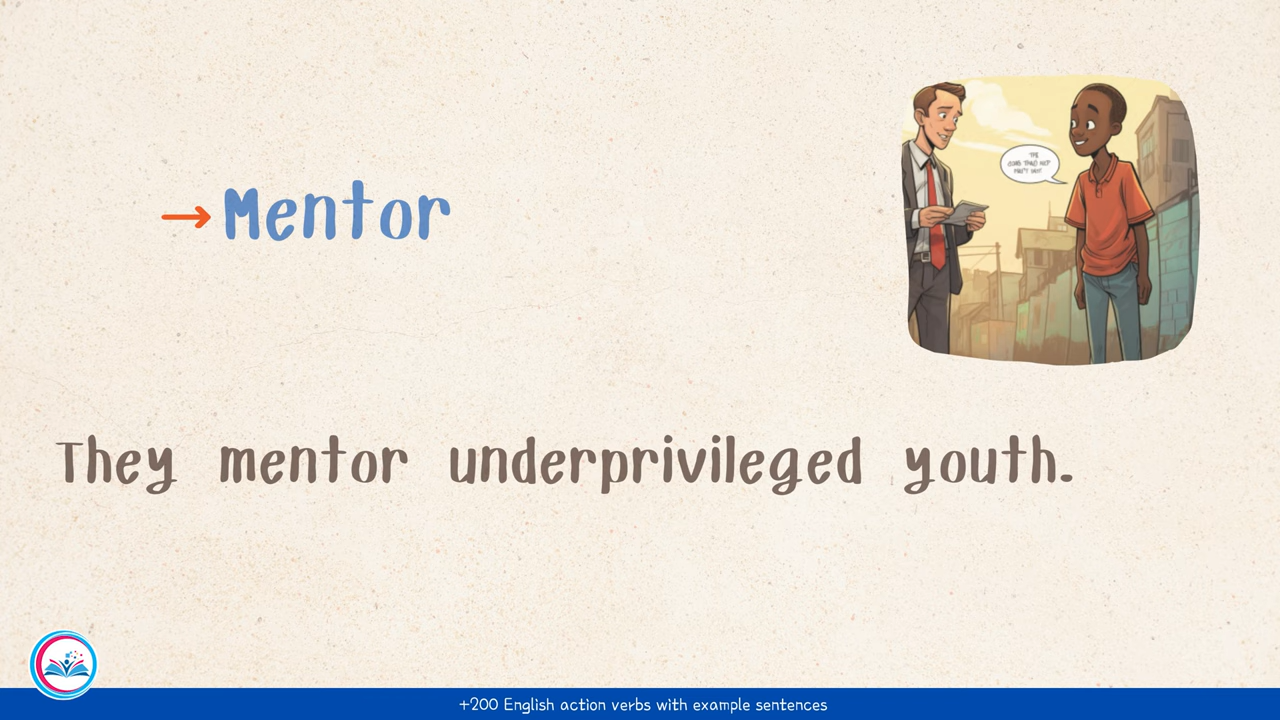 →Mentor
They mentor underprivileged youth.
+200 English action verbs with example sentences